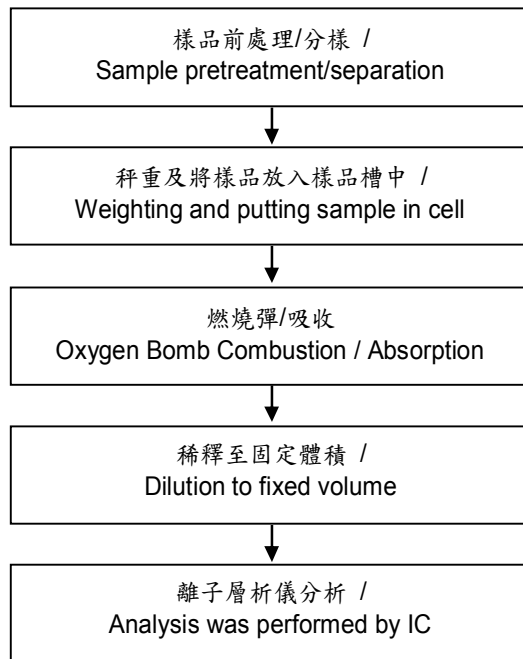 樣品前處理/分樣 /
Sample pretreatment/separation
秤重及將樣品放入樣品槽中 /
Weighting and putting sample in cell
燃燒彈/吸收
Oxygen Bomb Combustion / Absorption
稀釋至固定體積 /
Dilution to fixed volume
離子層析儀分析 /
Analysis was performed by IC